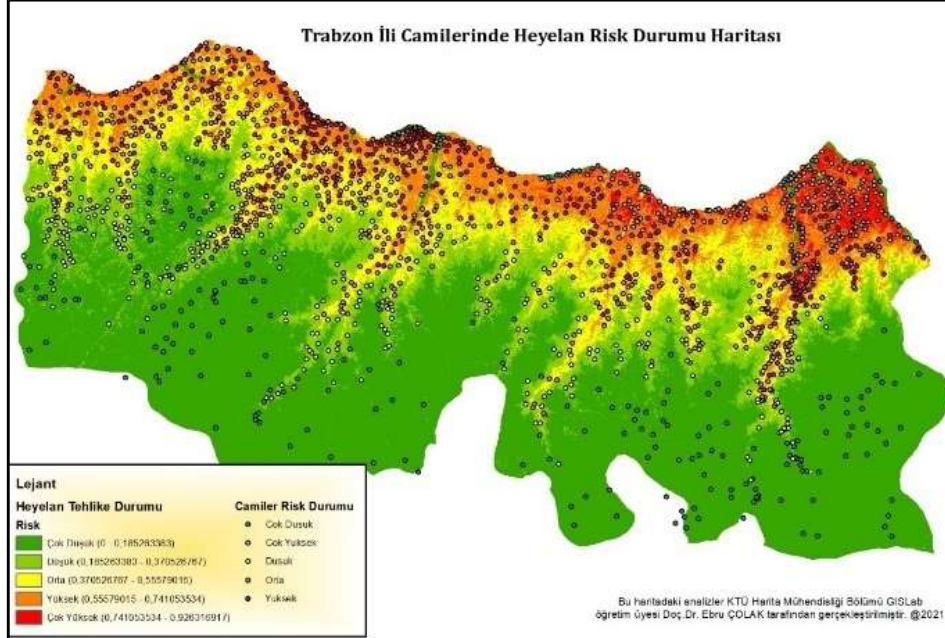 Trabzon İli Camilerinde Heyelan Risk Durumu Haritası
Lejant
Heyelan Tehlike Durumu
Risk
Çok Düşük (0 - 0,185263383)
Düşük (0,185263383 - 0,370526767)
Orta (0,370526767 - 0,55579015)
Yüksek (0,55579015 - 0,741053534)
Çok Yüksek (0,741053534 - 0,926316917)
Camiler Risk Durumu
Cok Dusuk
Cok Yuksek
Dusuk
Orta
Yuksek
Bu haritadaki analizler KTÜ Harita Mühendisliği Bölümü GISLab
öğretim üyesi Doç.Dr. Ebru ÇOLAK tarafından gerçekleştirilmiştir. @2021